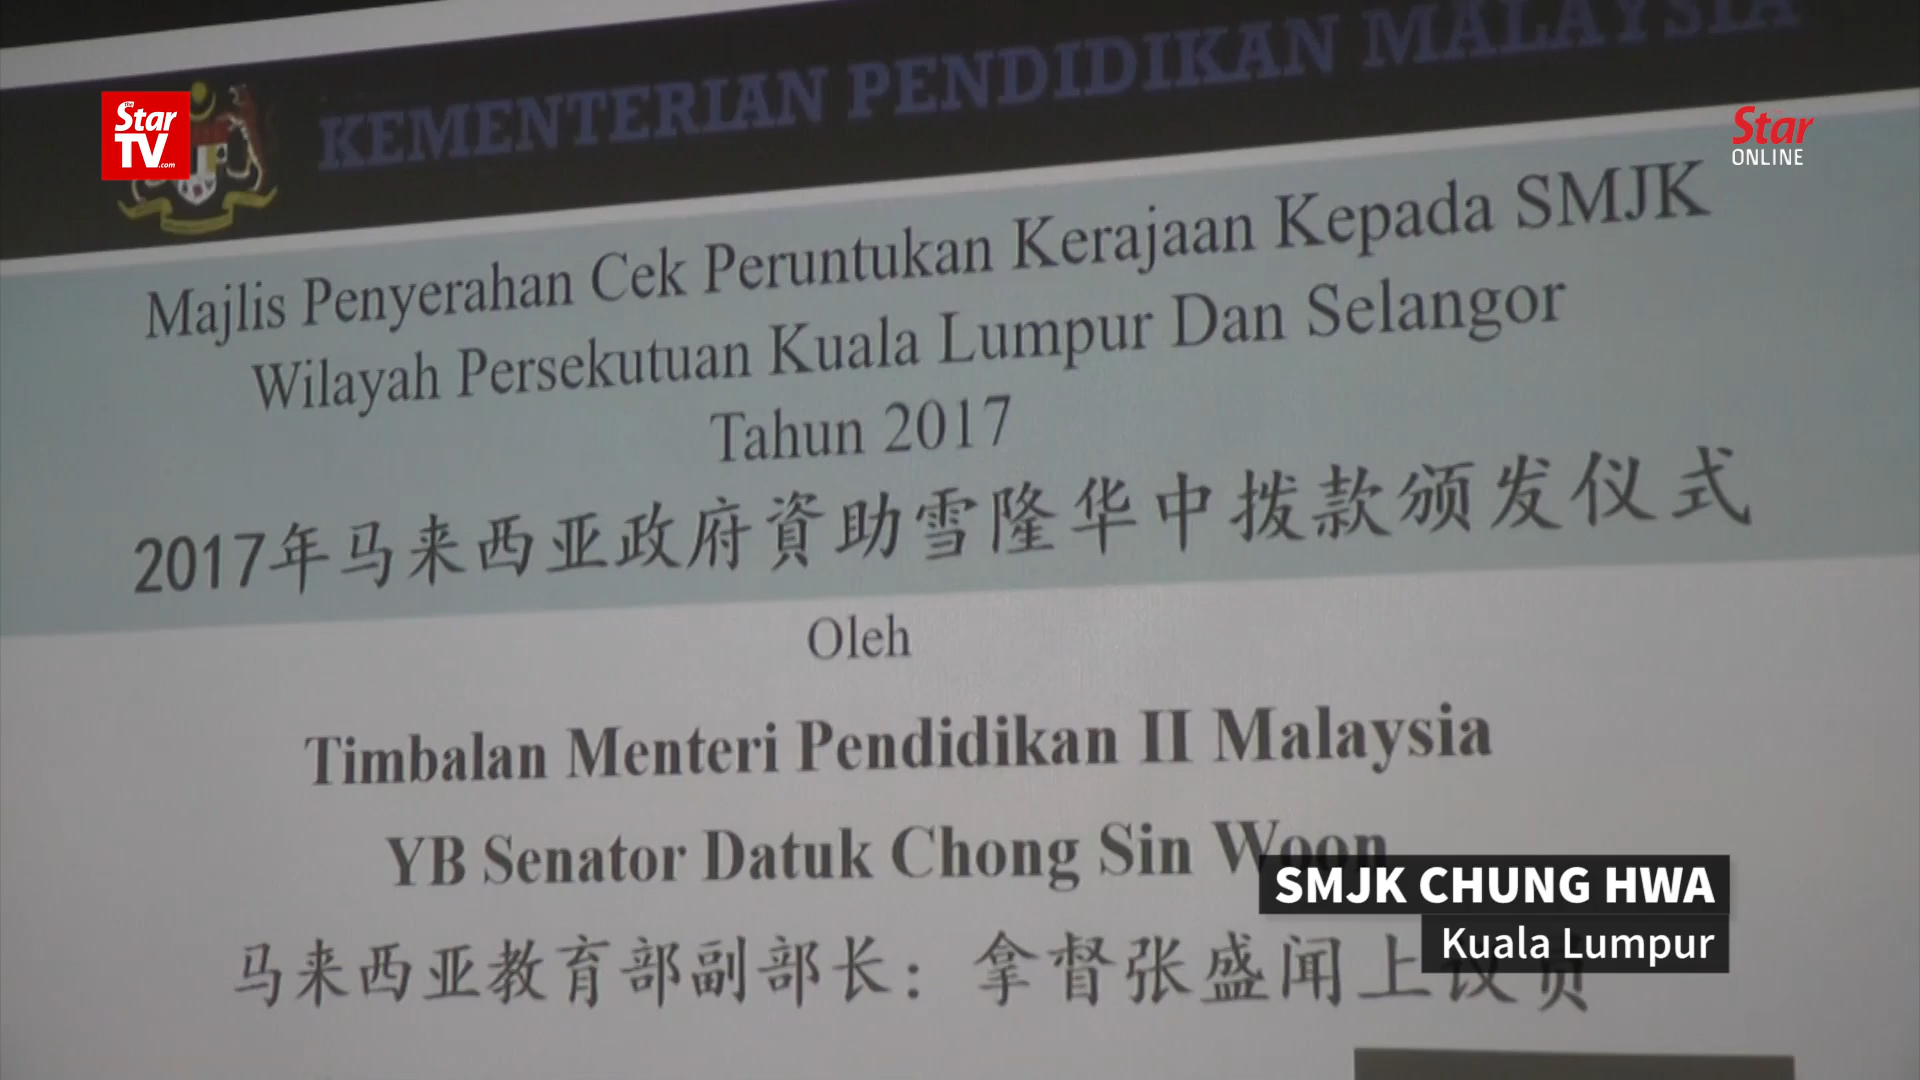 The Star TV.com
Star ONLINE
KEMENTERIAN PENDIDIKAN MALAYSIA
Majlis Penyerahan Cek Peruntukan Kerajaan Kepada SMJK
Wilayah Persekutuan Kuala Lumpur Dan Selangor
Tahun 2017
2017年马来西亚政府資助雪隆华中拨款颁发仪式
Oleh
Timbalan Menteri Pendidikan II Malaysia
YB Senator Datuk Chong Sin Woon
马来西亚教育部副部长：拿督张盛闻上议员
SMJK CHUNG HWA
Kuala Lumpur